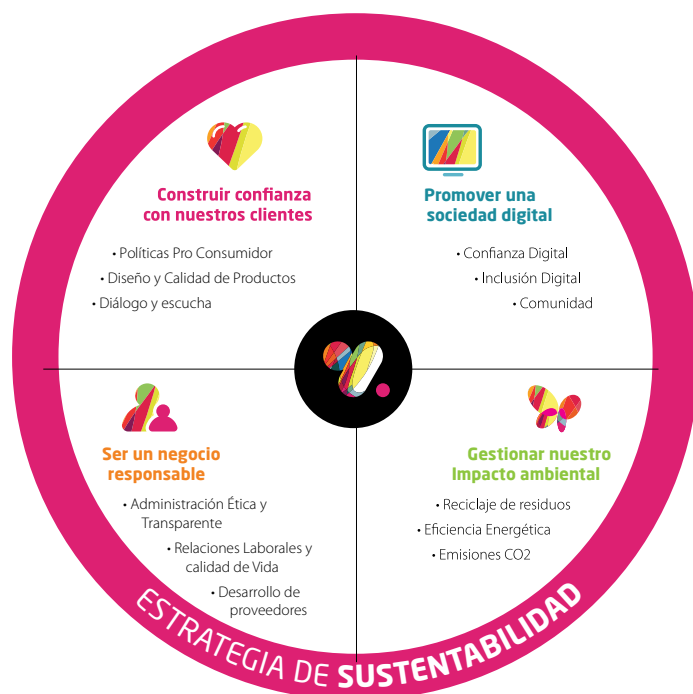 Construir confianza
con nuestros clientes
• Políticas Pro Consumidor
• Diseño y Calidad de Productos
• Diálogo y escucha
Promover una
sociedad digital
• Confianza Digital
• Inclusión Digital
• Comunidad
Ser un negocio
responsable
• Administración Ética y
Transparente
• Relaciones Laborales y
calidad de Vida
• Desarrollo de
proveedores
Gestionar nuestro
Impacto ambiental
• Reciclaje de residuos
• Eficiencia Energética
• Emisiones CO2
ESTRATEGIA DE SUSTENTABILIDAD